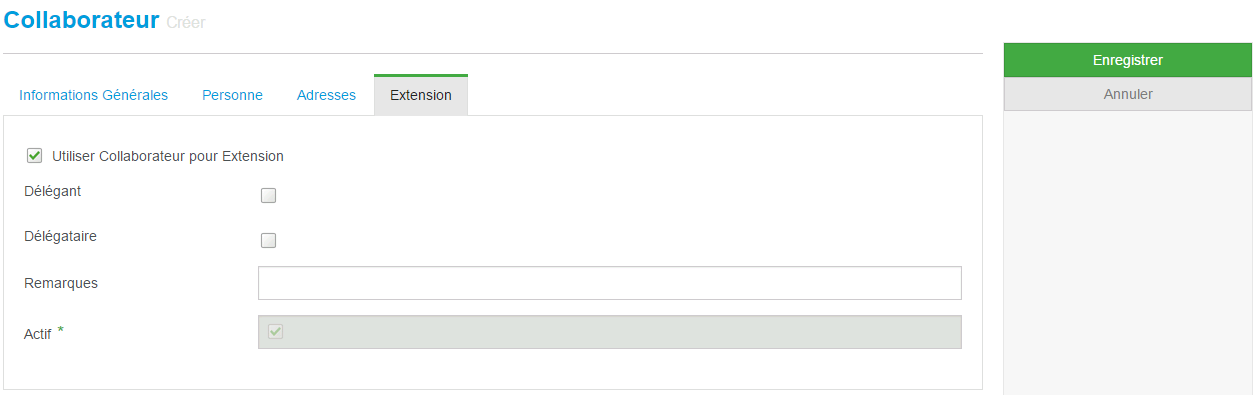 Collaborateur Créer
Enregistrer
Annuler
Informations Générales Personne Adresses Extension
Utiliser Collaborateur pour Extension
Délégant
Délégataire
Remarques
Actif *